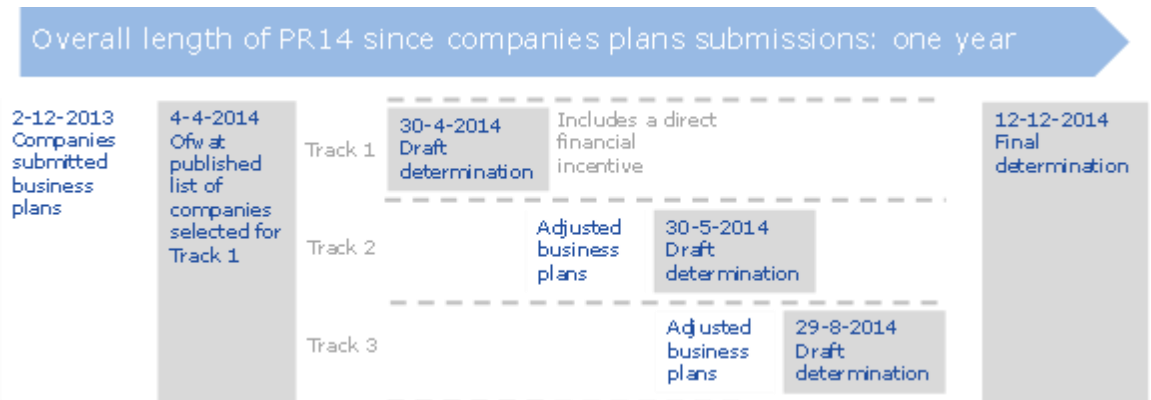 Overall length of PR14 since companies plans submissions: one year
2-12-2013
Companies
submitted
business
plans
4-4-2014
Ofwat
published
list of
companies
selected for
Track 1
Track 1
30-4-2014
Draft
determination
Includes a direct
financial
incentive
Track 2
Adjusted
business
plans
30-5-2014
Draft
determination
Track 3
Adjusted
business
plans
29-8-2014
Draft
determination
12-12-2014
Final
determination